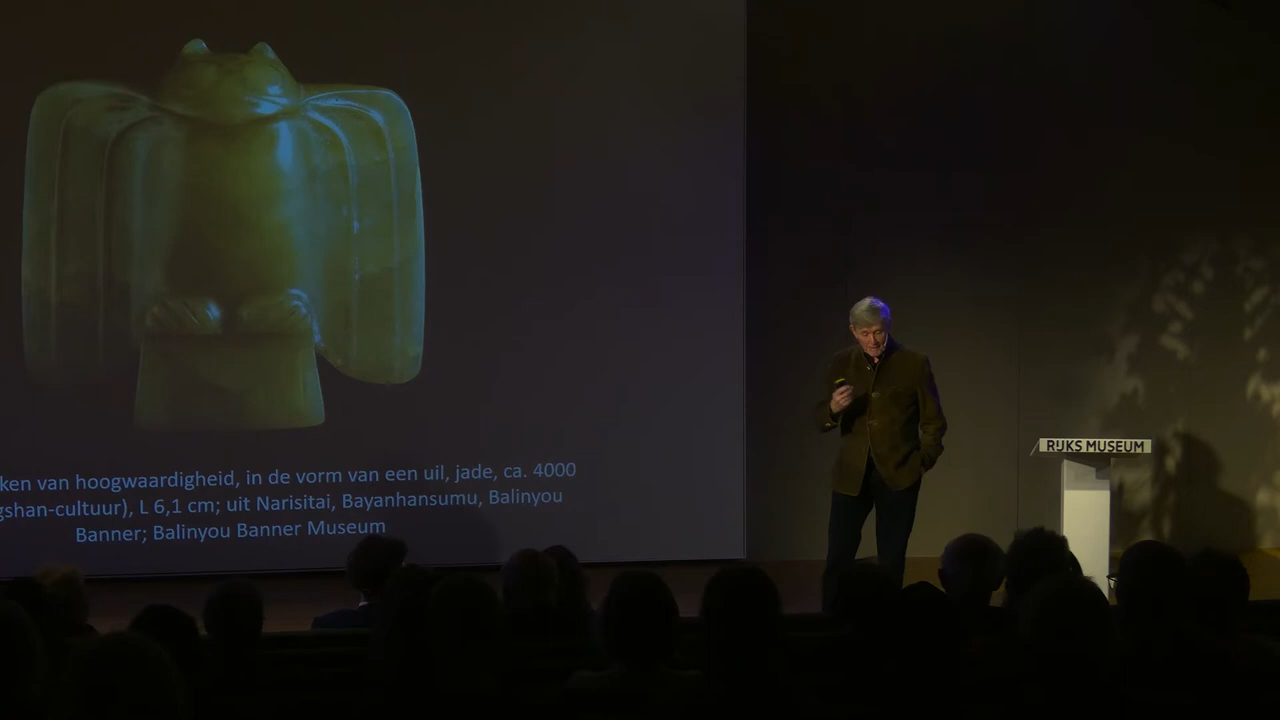 ken van hoogwaardigheid, in de vorm van een uil, jade, ca. 4000
gshan-cultuur), L 6,1 cm; uit Narisitai, Bayanhansumu, Balinyou
Banner; Balinyou Banner Museum
RIJKS MUSEUM